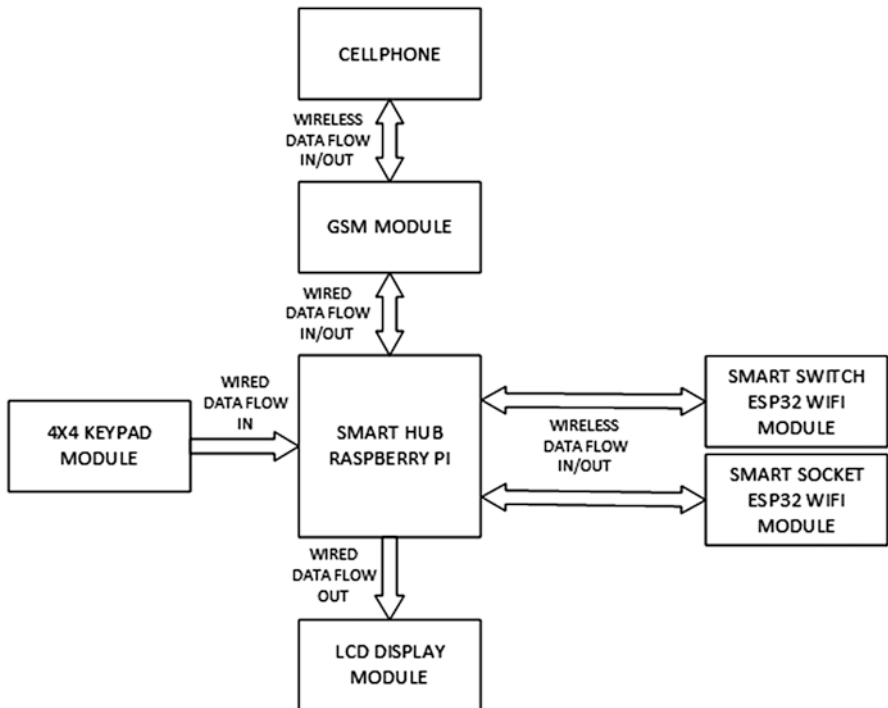 CELLPHONE
WIRELESS
DATA FLOW
IN/OUT
GSM MODULE
WIRED
DATA FLOW
IN/OUT
4X4 KEYPAD
MODULE
WIRED
DATA FLOW
IN
SMART HUB
RASPBERRY PI
WIRELESS
DATA FLOW
IN/OUT
SMART SWITCH
ESP32 WIFI
MODULE
SMART SOCKET
ESP32 WIFI
MODULE
WIRED
DATA FLOW
OUT
LCD DISPLAY
MODULE